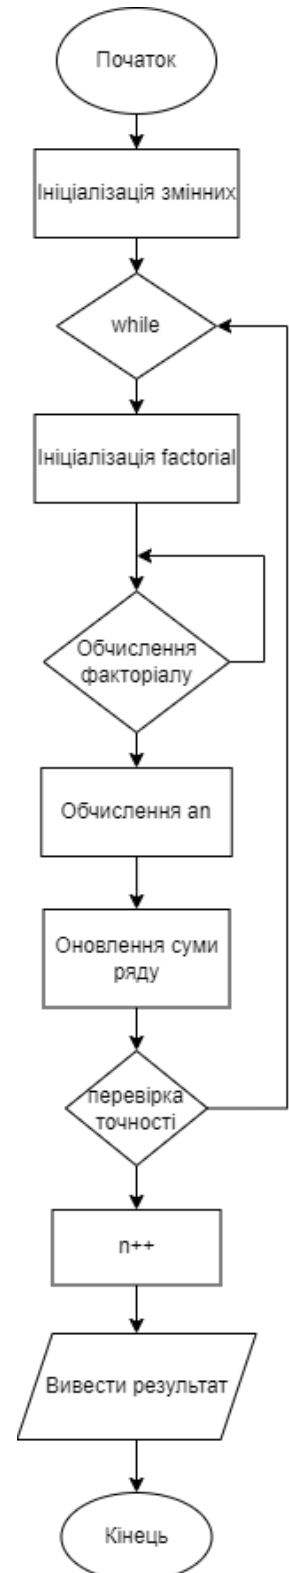 Початок
Ініціалізація змінних
while
Ініціалізація factorial
Обчислення
факторіалу
Обчислення an
Оновлення суми
ряду
перевірка
точності
n++
Вивести результат
Кінець